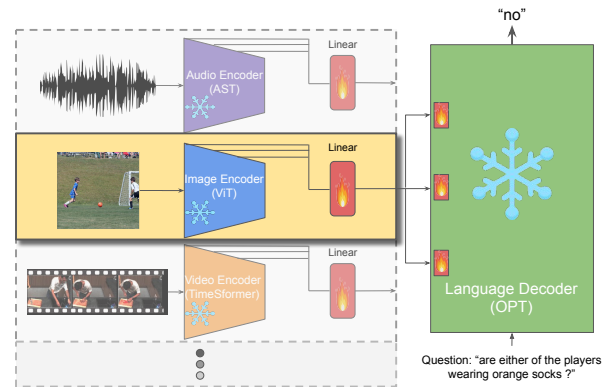 "no"
Linear
Audio Encoder
(AST)
Linear
Image Encoder
(ViT)
Linear
Video Encoder
(TimeSformer)
Language Decoder
(OPT)
Question: "are either of the players
wearing orange socks ?"